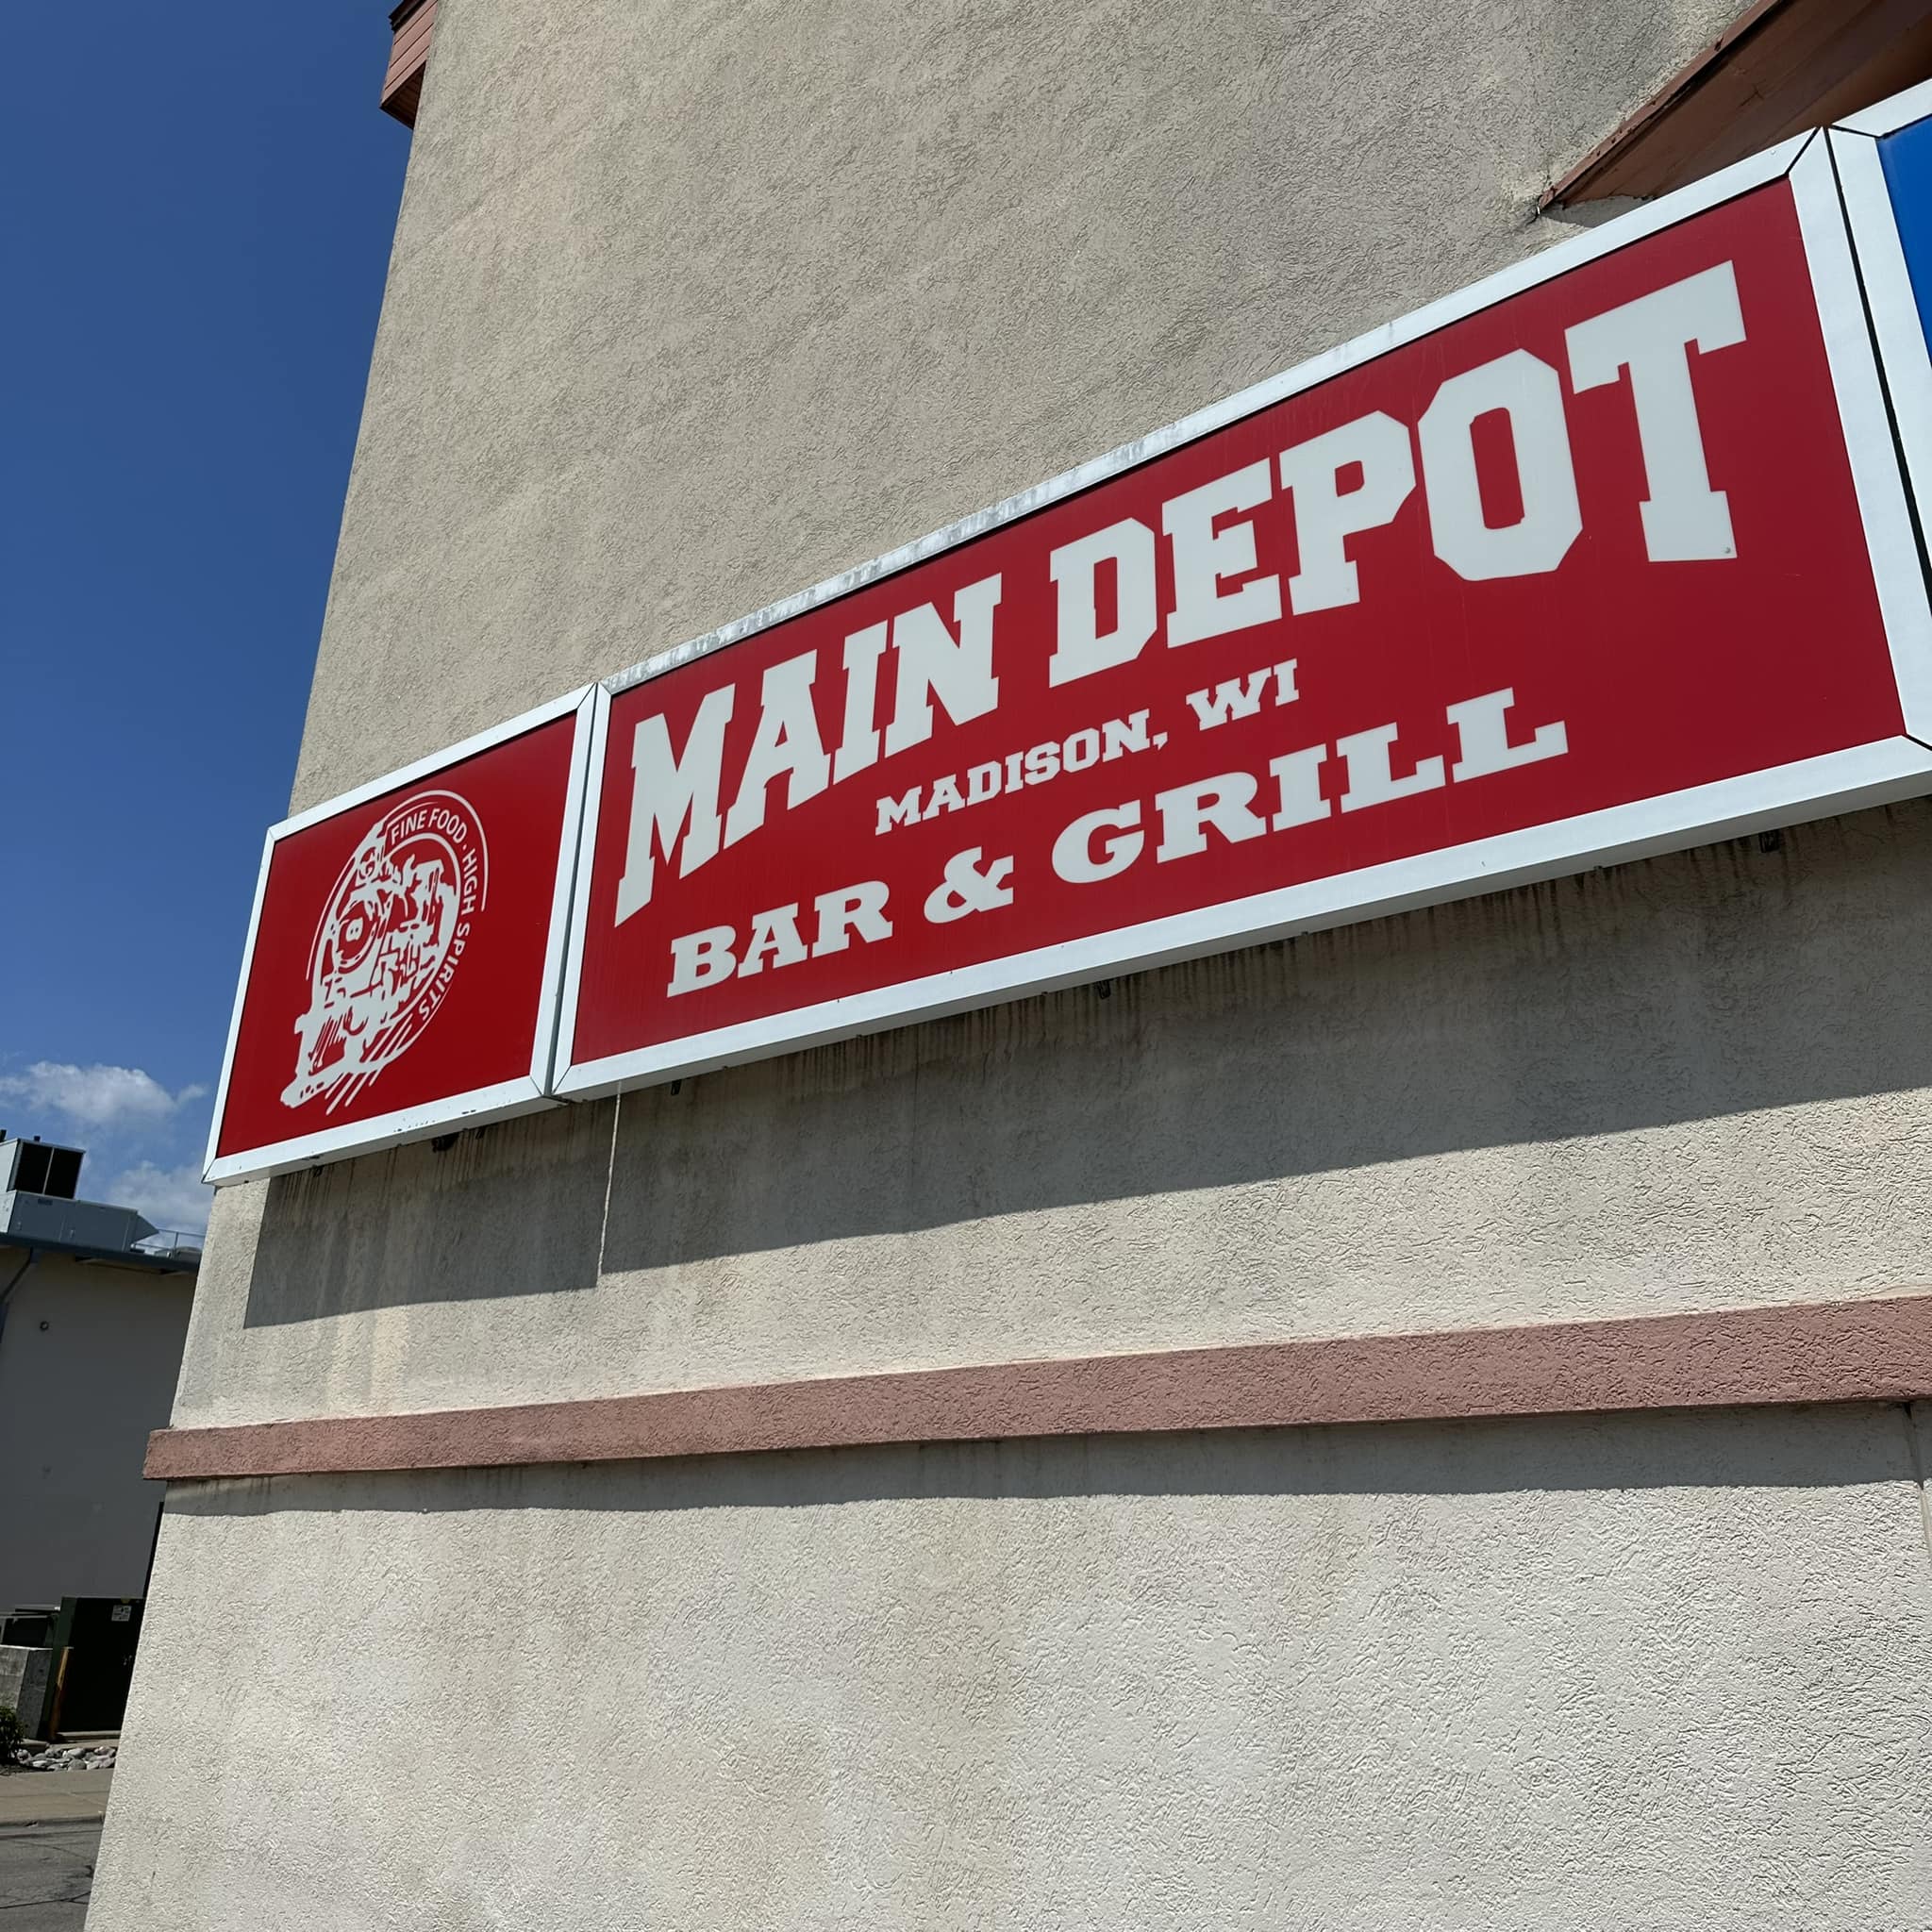 FINE FOOD · HIGH SPIRITS
MAIN DEPOT
MADISON, WI
BAR & GRILL